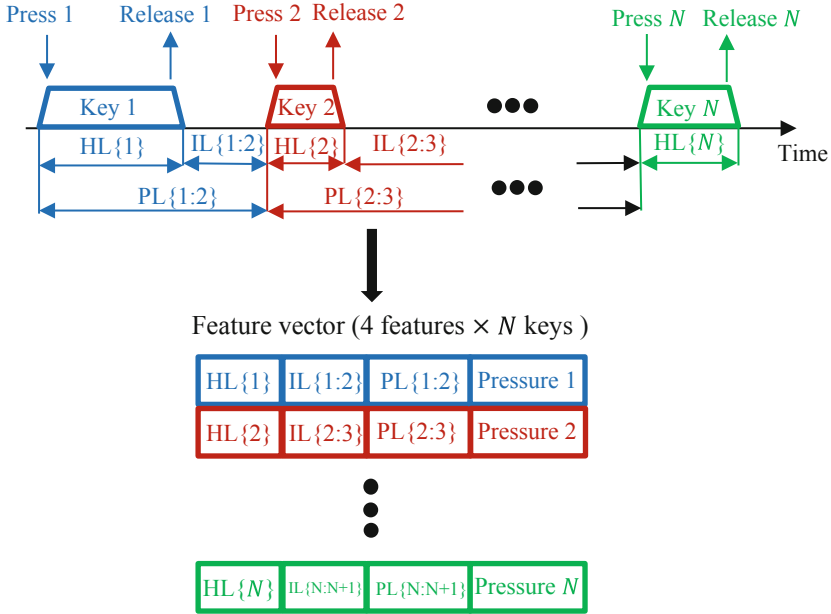 Press 1 Release 1 Press 2 Release 2 Press N Release N
Key 1 Key 2 Key N
HL{1} IL{1:2} HL{2} IL{2:3} HL{N} Time
PL{1:2} PL{2:3}
Feature vector (4 features × N keys )
HL{1} IL{1:2} PL{1:2} Pressure 1
HL{2} IL{2:3} PL{2:3} Pressure 2
HL{N} IL{N:N+1} PL{N:N+1} Pressure N